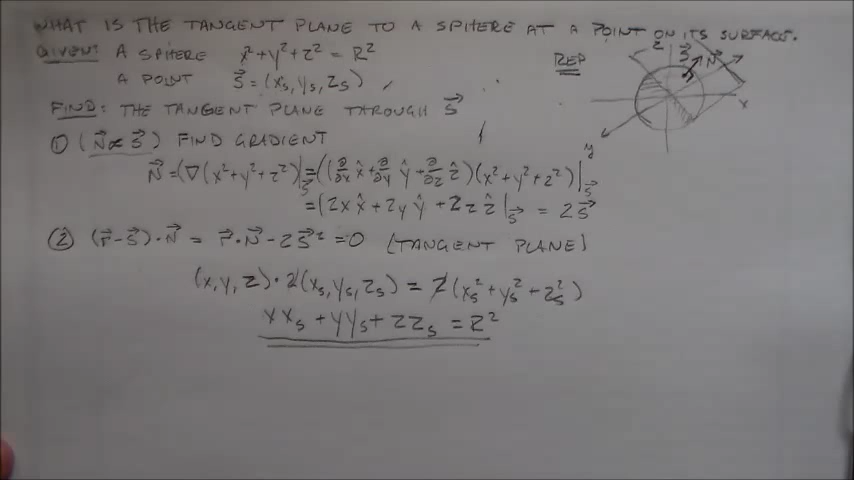 WHAT IS THE TANGENT PLANE TO A SPHERE AT A POINT ON ITS SURFACE.
GIVEN: A SPHERE x²+y²+z² = R²
A POINT S⃗ = (xₛ, yₛ, zₛ)
REP
z S⃗ N⃗ x y
FIND: THE TANGENT PLANE THROUGH S⃗
① (N⃗ ∝ S⃗) FIND GRADIENT
N⃗ = (∇(x²+y²+z²)|ₛ⃗ = ((∂/∂x x̂ + ∂/∂y ŷ + ∂/∂z ẑ)(x²+y²+z²)|ₛ⃗
= (2x x̂ + 2y ŷ + 2z ẑ|ₛ⃗ = 2S⃗
② (r⃗ - S⃗)·N⃗ = r⃗·N⃗ - 2S⃗² = 0 (TANGENT PLANE)
(x, y, z)·2(xₛ, yₛ, zₛ) = 2(xₛ² + yₛ² + zₛ²)
xxₛ + yyₛ + zzₛ = R²